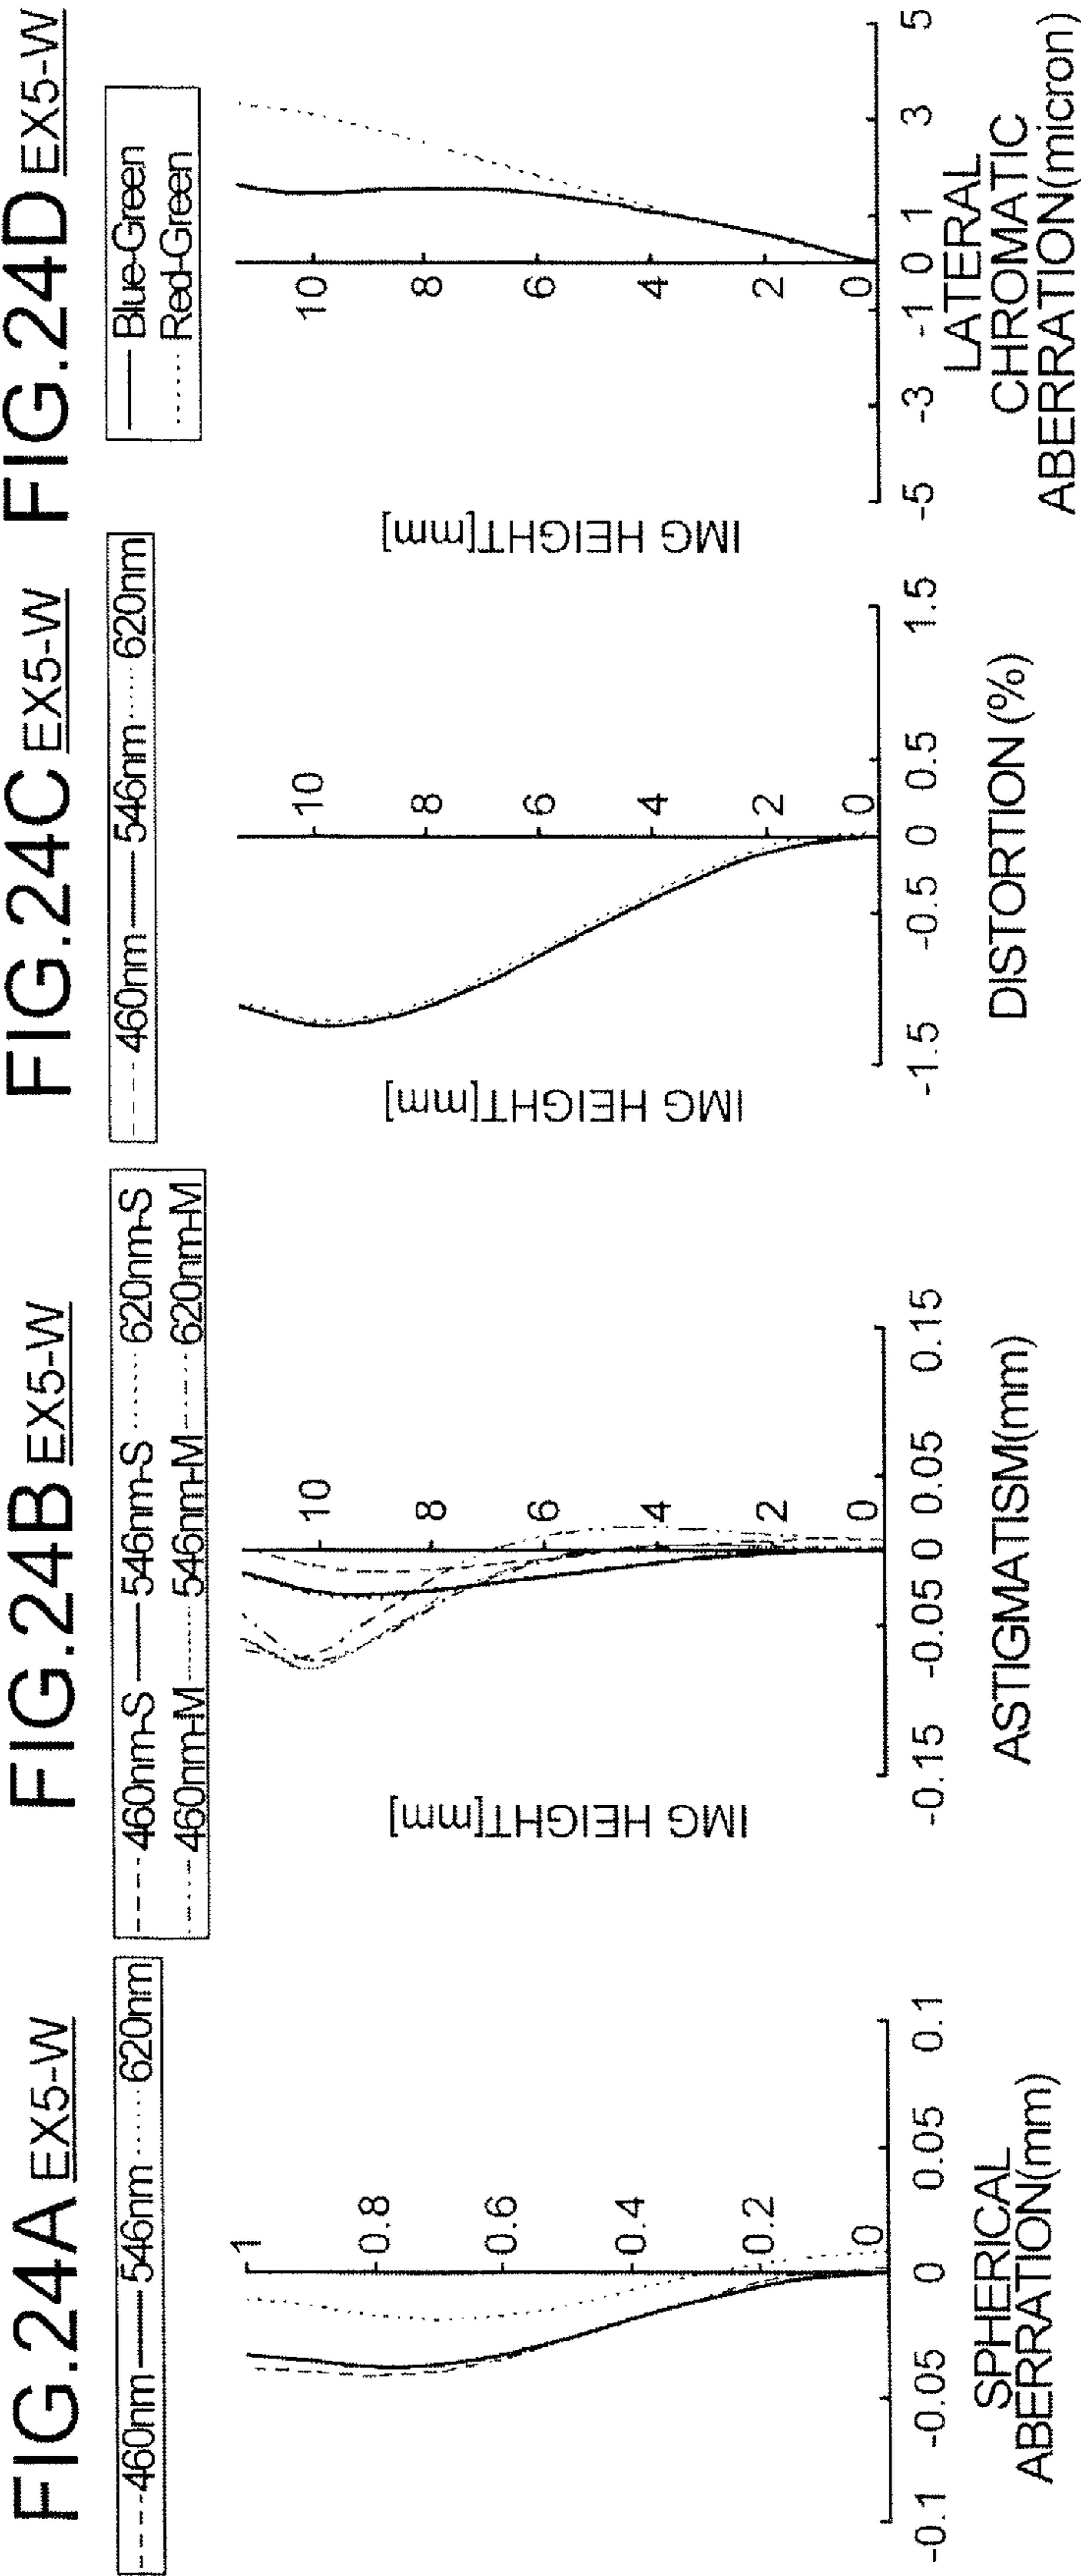 FIG.24A EX5-W
--- 460nm —— 546nm ······ 620nm
1
0.8
0.6
0.4
0.2
0
-0.1 -0.05 0 0.05 0.1
SPHERICAL
ABERRATION(mm)
FIG.24B EX5-W
--- 460nm-S —— 546nm-S ······ 620nm-S
-·-·- 460nm-M ······ 546nm-M -··- 620nm-M
IMG HEIGHT[mm]
10
8
6
4
2
0
-0.15 -0.05 0 0.05 0.15
ASTIGMATISM(mm)
FIG.24C EX5-W
--- 460nm —— 546nm ······ 620nm
IMG HEIGHT[mm]
10
8
6
4
2
0
-1.5 -0.5 0 0.5 1.5
DISTORTION (%)
FIG.24D EX5-W
—— Blue-Green
······ Red-Green
IMG HEIGHT[mm]
10
8
6
4
2
0
-5 -3 -1 0 1 3 5
LATERAL
CHROMATIC
ABERRATION(micron)